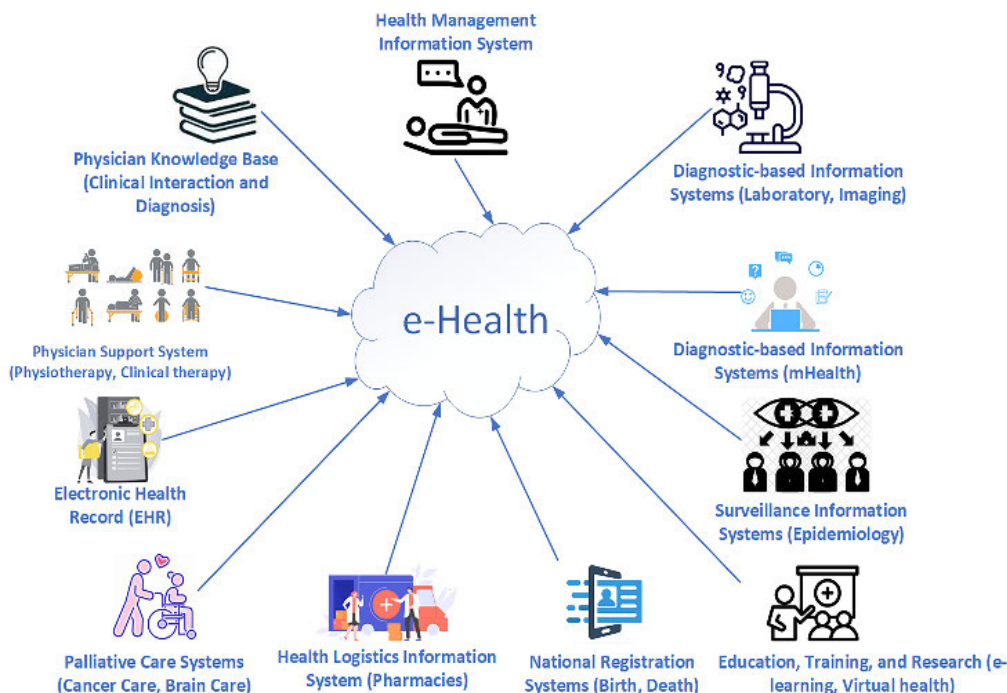 Health Management
Information System
Physician Knowledge Base
(Clinical Interaction and
Diagnosis)
Diagnostic-based Information
Systems (Laboratory, Imaging)
e-Health
Physician Support System
(Physiotherapy, Clinical therapy)
Diagnostic-based Information
Systems (mHealth)
Electronic Health
Record (EHR)
Surveillance Information
Systems (Epidemiology)
Palliative Care Systems
(Cancer Care, Brain Care)
Health Logistics Information
System (Pharmacies)
National Registration
Systems (Birth, Death)
Education, Training, and Research (e-
learning, Virtual health)